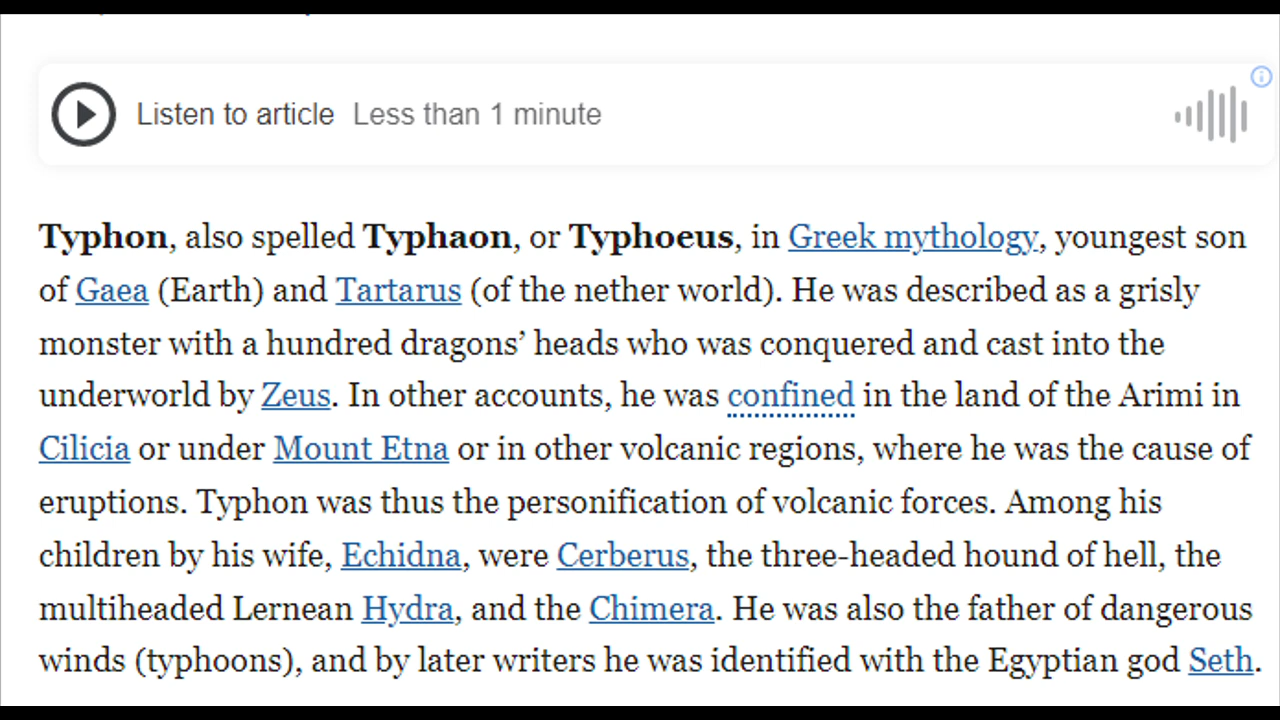 Listen to article Less than 1 minute
Typhon, also spelled Typhaon, or Typhoeus, in Greek mythology, youngest son
of Gaea (Earth) and Tartarus (of the nether world). He was described as a grisly
monster with a hundred dragons’ heads who was conquered and cast into the
underworld by Zeus. In other accounts, he was confined in the land of the Arimi in
Cilicia or under Mount Etna or in other volcanic regions, where he was the cause of
eruptions. Typhon was thus the personification of volcanic forces. Among his
children by his wife, Echidna, were Cerberus, the three-headed hound of hell, the
multiheaded Lernean Hydra, and the Chimera. He was also the father of dangerous
winds (typhoons), and by later writers he was identified with the Egyptian god Seth.